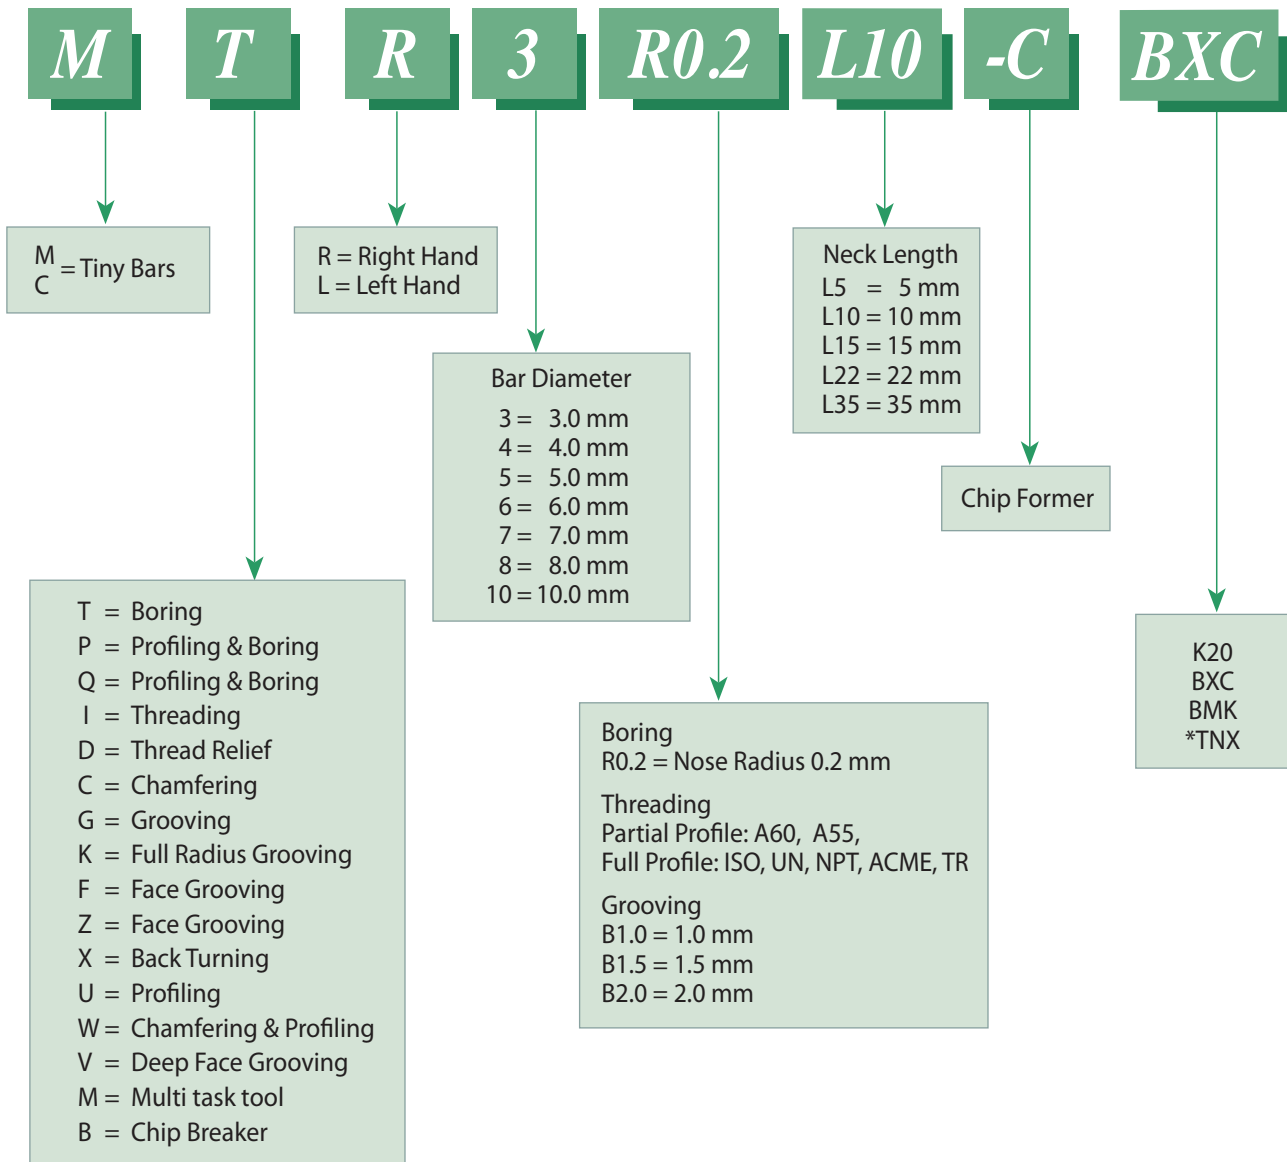 M T R 3 R0.2 L10 -C BXC
M
C = Tiny Bars
R = Right Hand
L = Left Hand
Neck Length
L5 = 5 mm
L10 = 10 mm
L15 = 15 mm
L22 = 22 mm
L35 = 35 mm
Bar Diameter
3 = 3.0 mm
4 = 4.0 mm
5 = 5.0 mm
6 = 6.0 mm
7 = 7.0 mm
8 = 8.0 mm
10 = 10.0 mm
Chip Former
T = Boring
P = Profiling & Boring
Q = Profiling & Boring
I = Threading
D = Thread Relief
C = Chamfering
G = Grooving
K = Full Radius Grooving
F = Face Grooving
Z = Face Grooving
X = Back Turning
U = Profiling
W = Chamfering & Profiling
V = Deep Face Grooving
M = Multi task tool
B = Chip Breaker
Boring
R0.2 = Nose Radius 0.2 mm
Threading
Partial Profile: A60, A55,
Full Profile: ISO, UN, NPT, ACME, TR
Grooving
B1.0 = 1.0 mm
B1.5 = 1.5 mm
B2.0 = 2.0 mm
K20
BXC
BMK
*TNX